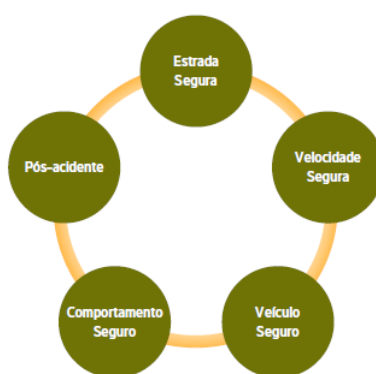 Estrada
Segura
Velocidade
Segura
Veículo
Seguro
Comportamento
Seguro
Pós-acidente